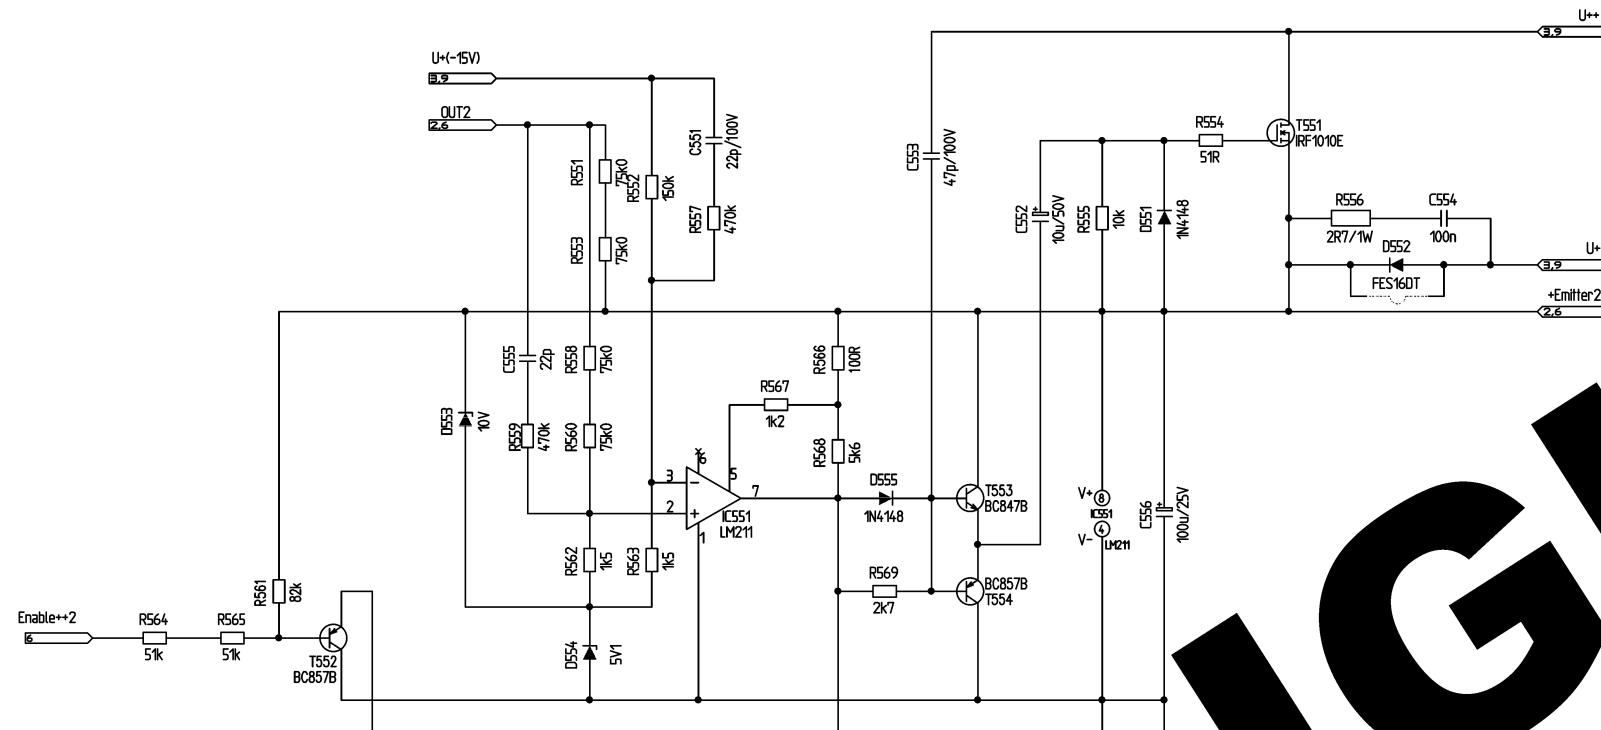 U++
3,9
U+(-15V)
3,9
OUT2
2,6
C551
22p/100V
R551
75k0
R552
150k
R557
470k
R553
75k0
C553
47p/100V
R554
51R
T551
IRF1010E
C552
10u/50V
R555
10k
D551
1N4148
R556
2R7/1W
C554
100n
D552
FES16DT
U+
3,9
+Emitter2
2,6
C555
22p
R558
75k0
R566
100R
R567
1k2
D553
10V
R559
470k
R560
75k0
R568
5k6
6
5
3
2
7
1
IC551
LM211
D555
1N4148
T553
BC847B
V+
8
IC551
4
V-
LM211
C556
100u/25V
R562
1k5
R563
1k5
R561
82k
R569
2k7
BC857B
T554
Enable++2
6
R564
51k
R565
51k
T552
BC857B
D554
5V1
IG